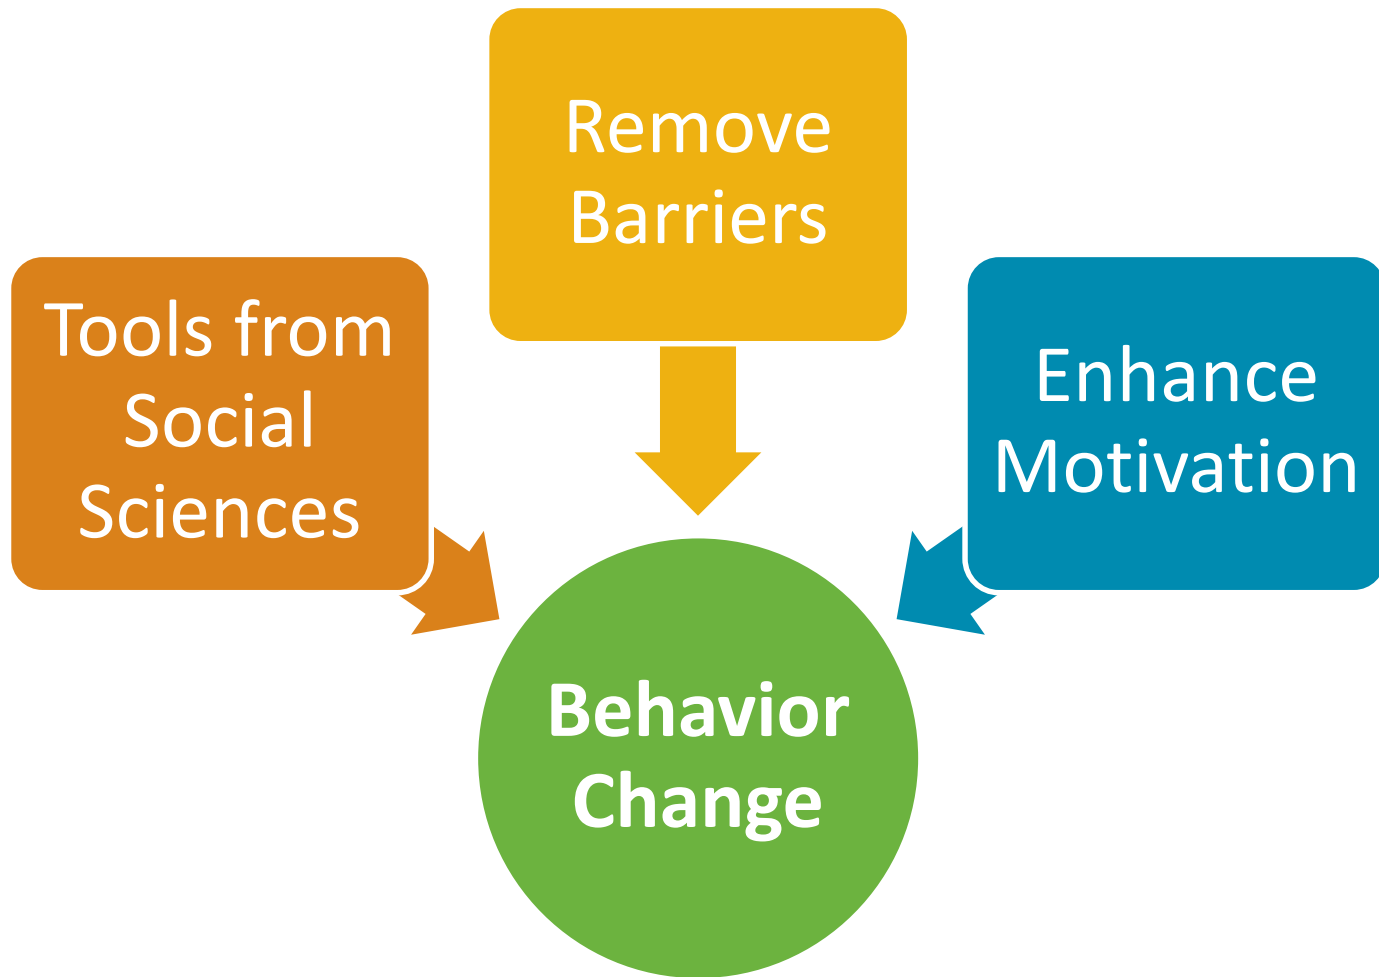 Remove
Barriers
Tools from
Social
Sciences
Enhance
Motivation
Behavior
Change